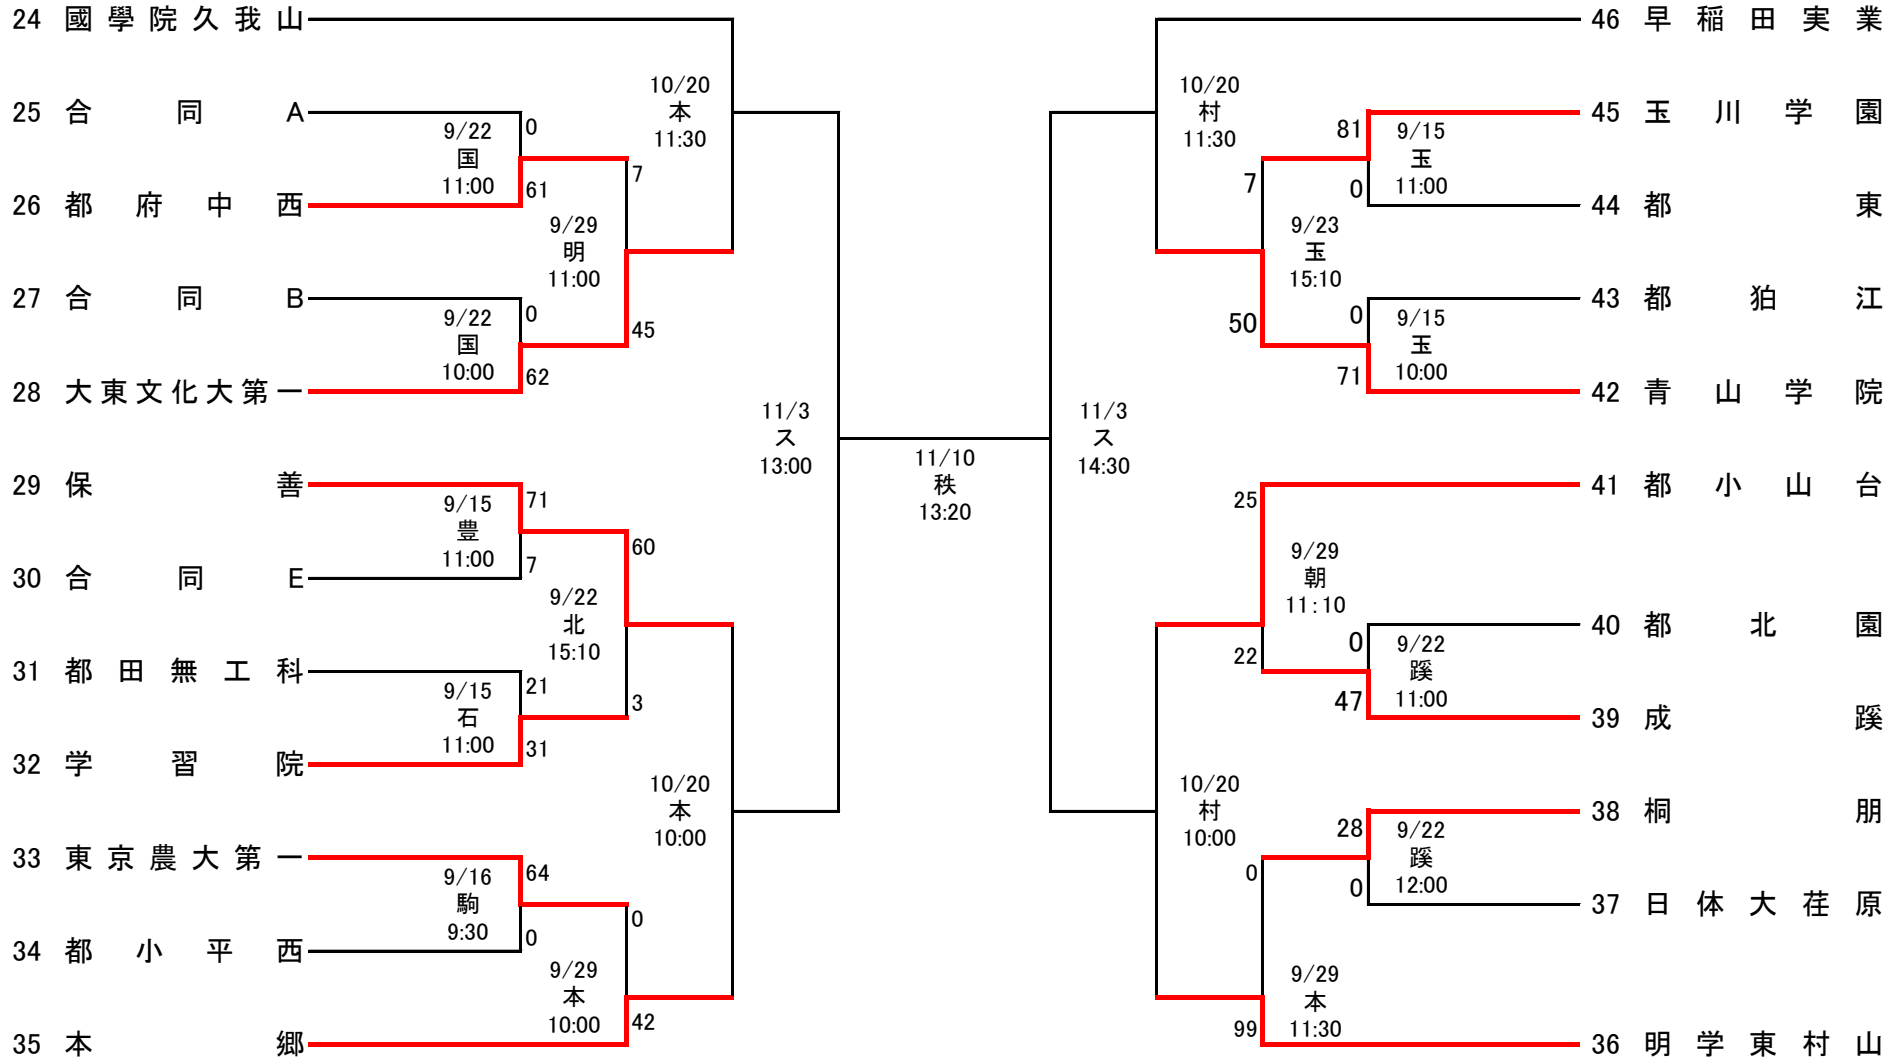 24 國學院久我山
25 合同A
26 都府中西
27 合同B
28 大東文化大第一
29 保善
30 合同E
31 都田無工科
32 学習院
33 東京農大第一
34 都小平西
35 本郷
9/22
国
11:00
0
61
9/22
国
10:00
0
62
9/15
豊
11:00
71
7
9/15
石
11:00
21
31
9/16
駒
9:30
64
0
9/29
明
11:00
7
45
9/22
北
15:10
60
3
9/29
本
10:00
0
42
10/20
本
11:30
10/20
本
10:00
11/3
ス
13:00
11/10
秩
13:20
11/3
ス
14:30
10/20
村
11:30
10/20
村
10:00
7
50
9/23
玉
15:10
25
22
9/29
朝
11:10
0
99
9/29
本
11:30
81
0
9/15
玉
11:00
0
71
9/15
玉
10:00
0
47
9/22
蹊
11:00
28
0
9/22
蹊
12:00
46 早稲田実業
45 玉川学園
44 都東
43 都狛江
42 青山学院
41 都小山台
40 都北園
39 成蹊
38 桐朋
37 日体大荏原
36 明学東村山